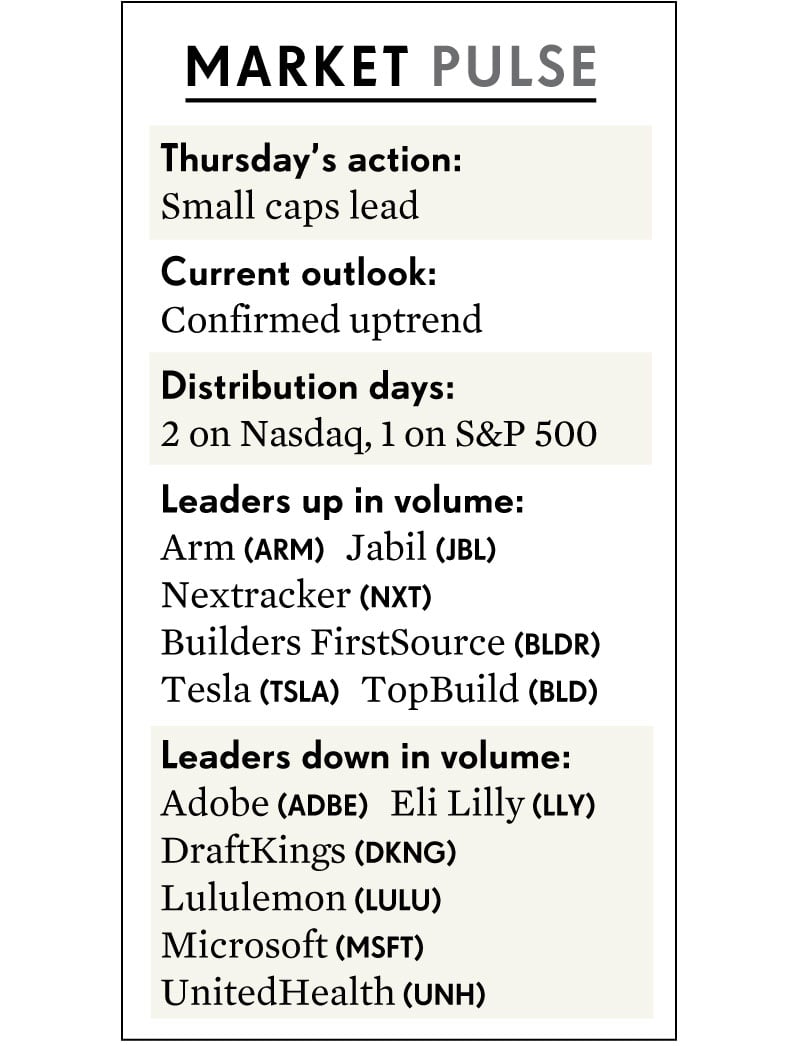 MARKET PULSE
Thursday’s action:
Small caps lead
Current outlook:
Confirmed uptrend
Distribution days:
2 on Nasdaq, 1 on S&P 500
Leaders up in volume:
Arm (ARM) Jabil (JBL)
Nextracker (NXT)
Builders FirstSource (BLDR)
Tesla (TSLA) TopBuild (BLD)
Leaders down in volume:
Adobe (ADBE) Eli Lilly (LLY)
DraftKings (DKNG)
Lululemon (LULU)
Microsoft (MSFT)
UnitedHealth (UNH)